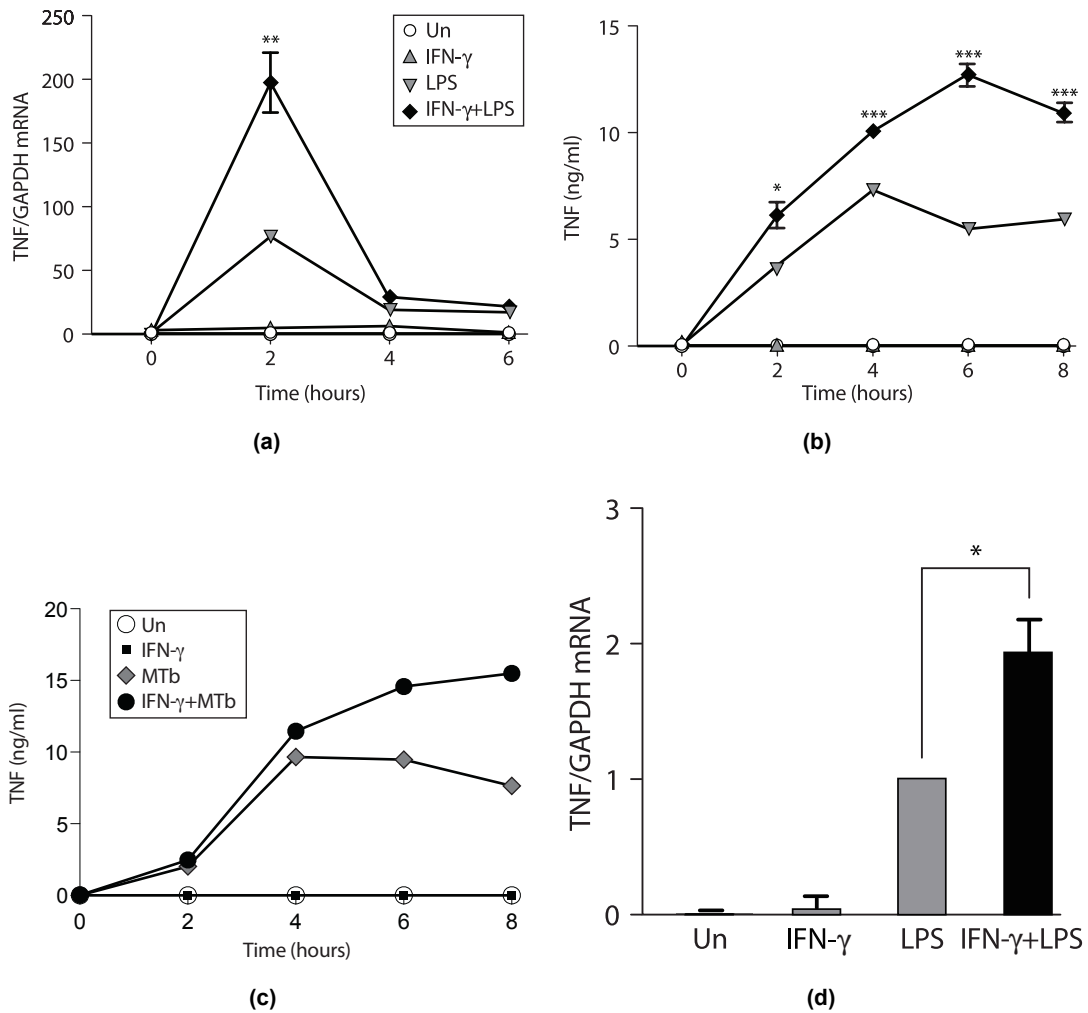 250
200
150
100
50
0
TNF/GAPDH mRNA
**
Un
IFN-γ
LPS
IFN-γ+LPS
0 2 4 6
Time (hours)
(a)
15
10
5
0
TNF (ng/ml)
*
***
***
***
0 2 4 6 8
Time (hours)
(b)
20
15
10
5
0
TNF (ng/ml)
Un
IFN-γ
MTb
IFN-γ+MTb
0 2 4 6 8
Time (hours)
(c)
3
2
1
0
TNF/GAPDH mRNA
*
Un IFN-γ LPS IFN-γ+LPS
(d)